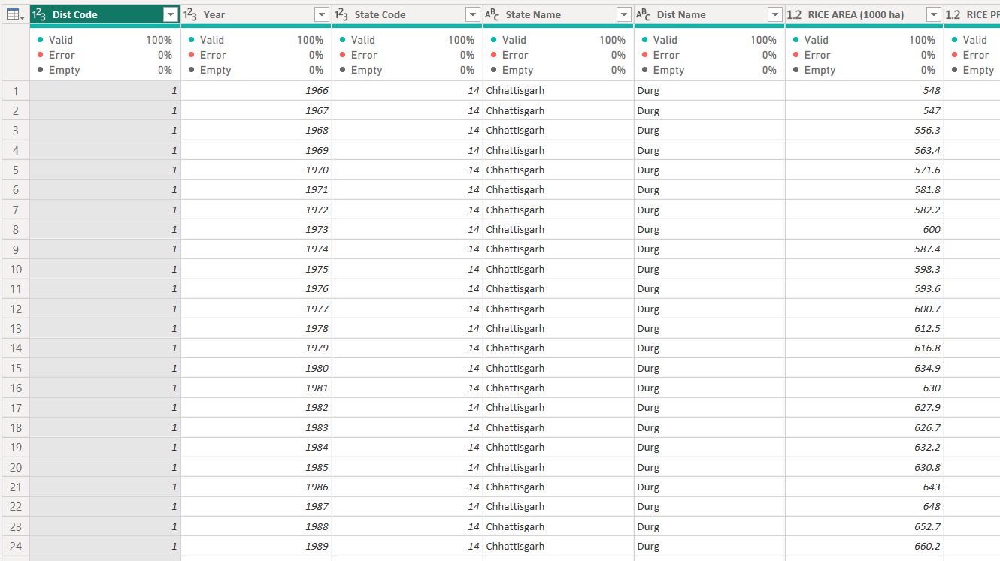 1²3 Dist Code 1²3 Year 1²3 State Code ABC State Name ABC Dist Name 1.2 RICE AREA (1000 ha) 1.2 RICE PR
Valid 100% Valid 100% Valid 100% Valid 100% Valid 100% Valid 100% Valid
Error 0% Error 0% Error 0% Error 0% Error 0% Error 0% Error
Empty 0% Empty 0% Empty 0% Empty 0% Empty 0% Empty 0% Empty
1 1 1966 14 Chhattisgarh Durg 548
2 1 1967 14 Chhattisgarh Durg 547
3 1 1968 14 Chhattisgarh Durg 556.3
4 1 1969 14 Chhattisgarh Durg 563.4
5 1 1970 14 Chhattisgarh Durg 571.6
6 1 1971 14 Chhattisgarh Durg 581.8
7 1 1972 14 Chhattisgarh Durg 582.2
8 1 1973 14 Chhattisgarh Durg 600
9 1 1974 14 Chhattisgarh Durg 587.4
10 1 1975 14 Chhattisgarh Durg 598.3
11 1 1976 14 Chhattisgarh Durg 593.6
12 1 1977 14 Chhattisgarh Durg 600.7
13 1 1978 14 Chhattisgarh Durg 612.5
14 1 1979 14 Chhattisgarh Durg 616.8
15 1 1980 14 Chhattisgarh Durg 634.9
16 1 1981 14 Chhattisgarh Durg 630
17 1 1982 14 Chhattisgarh Durg 627.9
18 1 1983 14 Chhattisgarh Durg 626.7
19 1 1984 14 Chhattisgarh Durg 632.2
20 1 1985 14 Chhattisgarh Durg 630.8
21 1 1986 14 Chhattisgarh Durg 643
22 1 1987 14 Chhattisgarh Durg 648
23 1 1988 14 Chhattisgarh Durg 652.7
24 1 1989 14 Chhattisgarh Durg 660.2